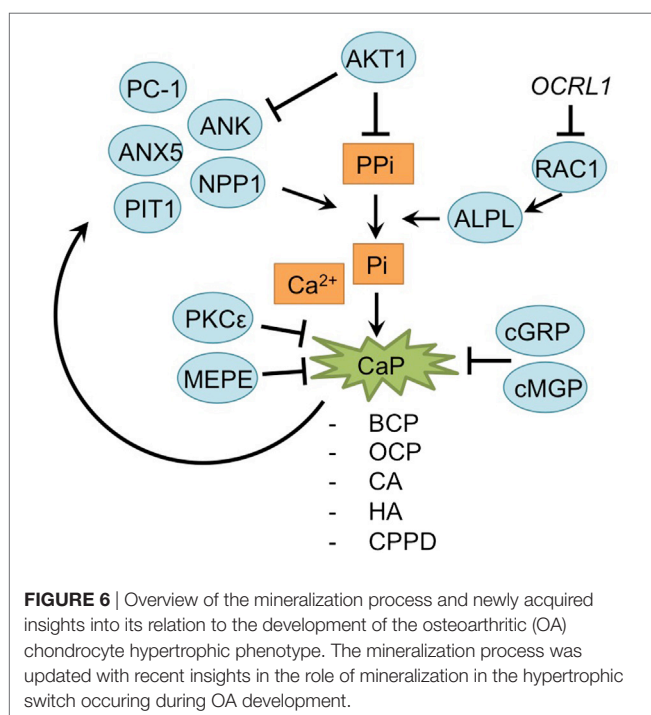 AKT1
PC-1
OCRL1
ANK
ANX5
PPi
RAC1
NPP1
PIT1
ALPL
Pi
Ca²⁺
PKCε
cGRP
CaP
MEPE
cMGP
- BCP
- OCP
- CA
- HA
- CPPD
FIGURE 6 | Overview of the mineralization process and newly acquired
insights into its relation to the development of the osteoarthritic (OA)
chondrocyte hypertrophic phenotype. The mineralization process was
updated with recent insights in the role of mineralization in the hypertrophic
switch occuring during OA development.